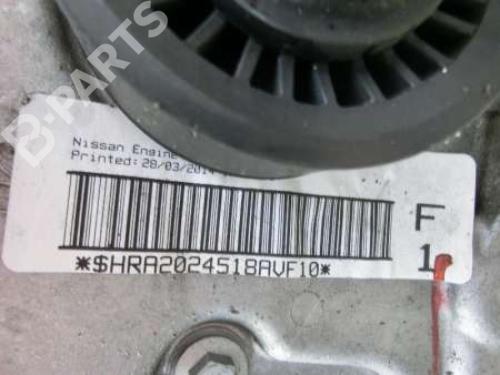 B-PARTS
Nissan Engine
Printed: 28/03/2014
F
1
*$HRA2024518AVF10*